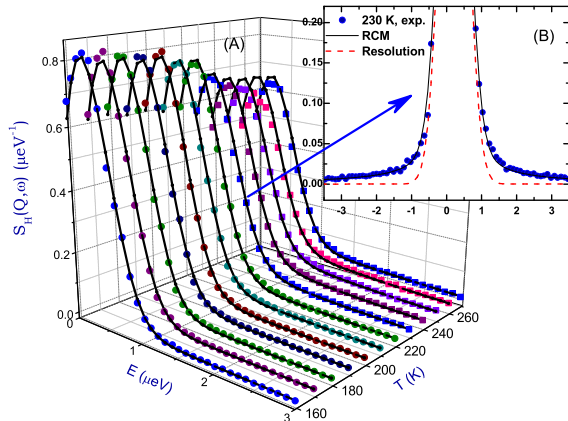 (A)
S_H(Q,ω) (μeV⁻¹)
0.8
0.6
0.4
0.2
0.0
0
1
2
3
E (μeV)
160
180
200
220
240
260
T (K)
(B)
230 K, exp.
RCM
Resolution
0.20
0.15
0.10
0.05
0.00
-3 -2 -1 0 1 2 3